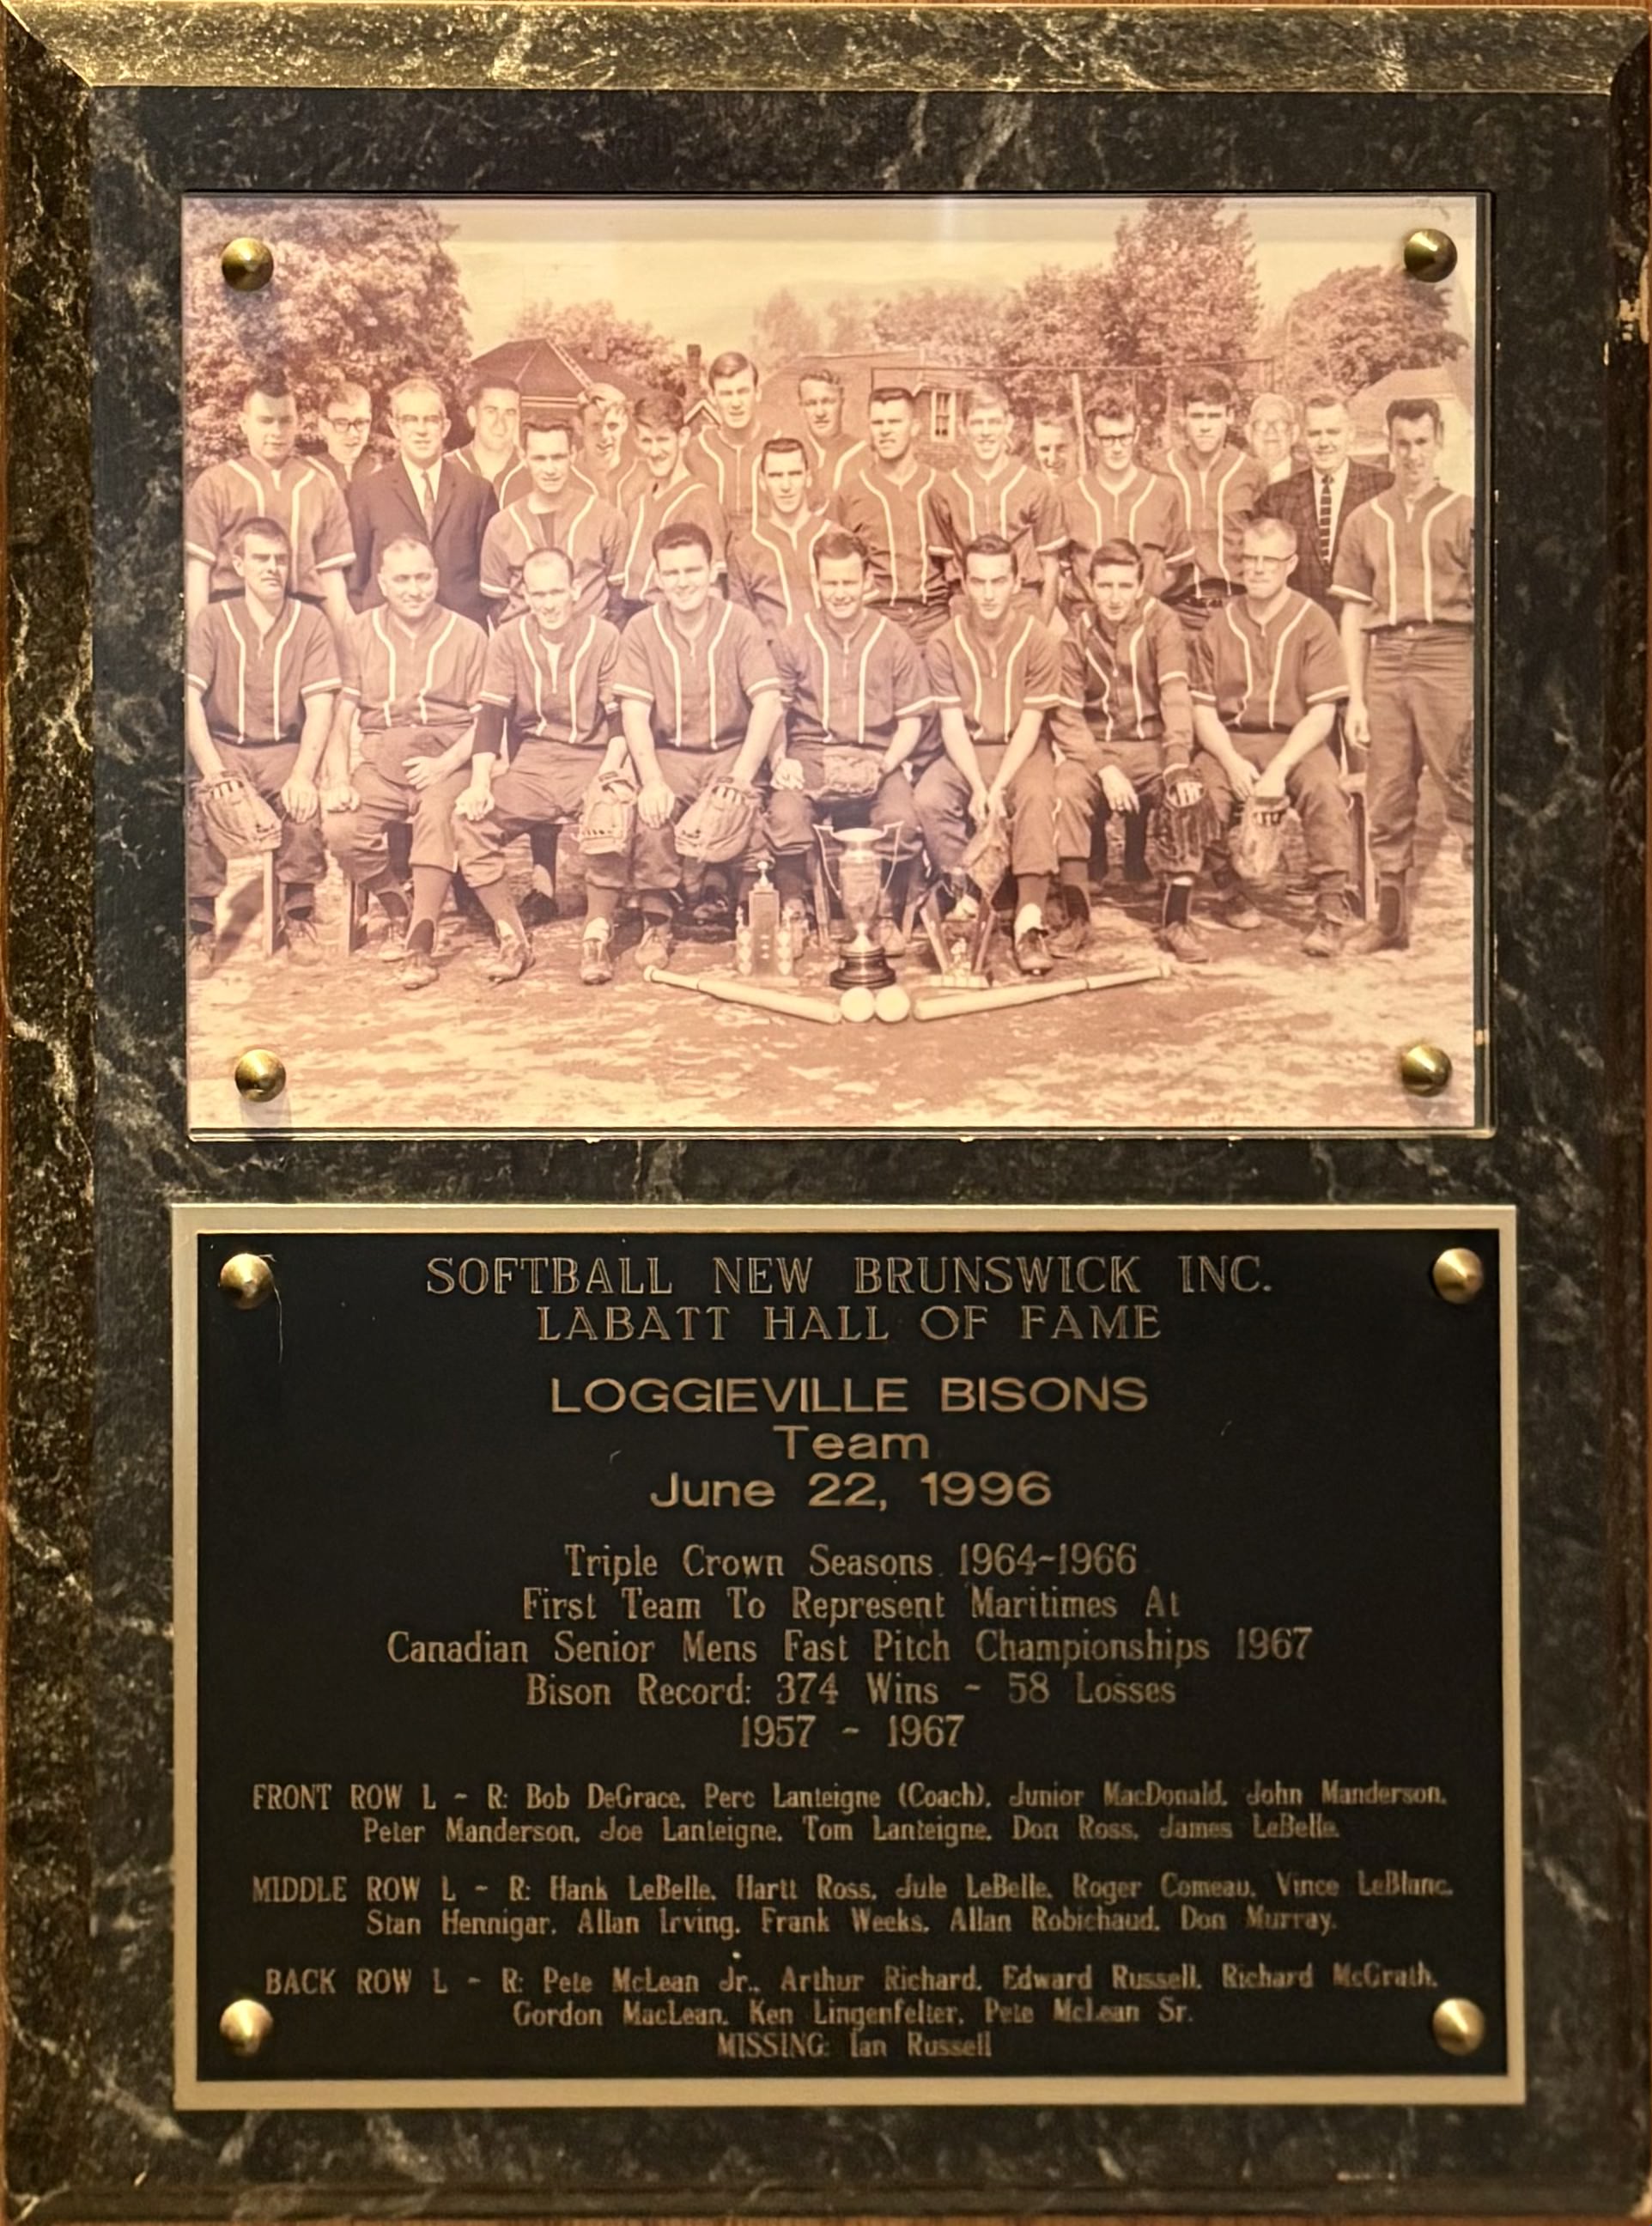 SOFTBALL NEW BRUNSWICK INC.
LABATT HALL OF FAME
LOGGIEVILLE BISONS
Team
June 22, 1996
Triple Crown Seasons 1964-1966
First Team To Represent Maritimes At
Canadian Senior Mens Fast Pitch Championships 1967
Bison Record: 374 Wins - 58 Losses
1957 - 1967
FRONT ROW L - R: Bob DeGrace, Perc Lanteigne (Coach), Junior MacDonald, John Manderson,
Peter Manderson, Joe Lanteigne, Tom Lanteigne, Don Ross, James LeBelle.
MIDDLE ROW L - R: Hank LeBelle, Hartt Ross, Jule LeBelle, Roger Comeau, Vince LeBlanc,
Stan Hennigar, Allan Irving, Frank Weeks, Allan Robichaud, Don Murray.
BACK ROW L - R: Pete McLean Jr., Arthur Richard, Edward Russell, Richard McGrath,
Gordon MacLean, Ken Lingenfelter, Pete McLean Sr.
MISSING: Ian Russell